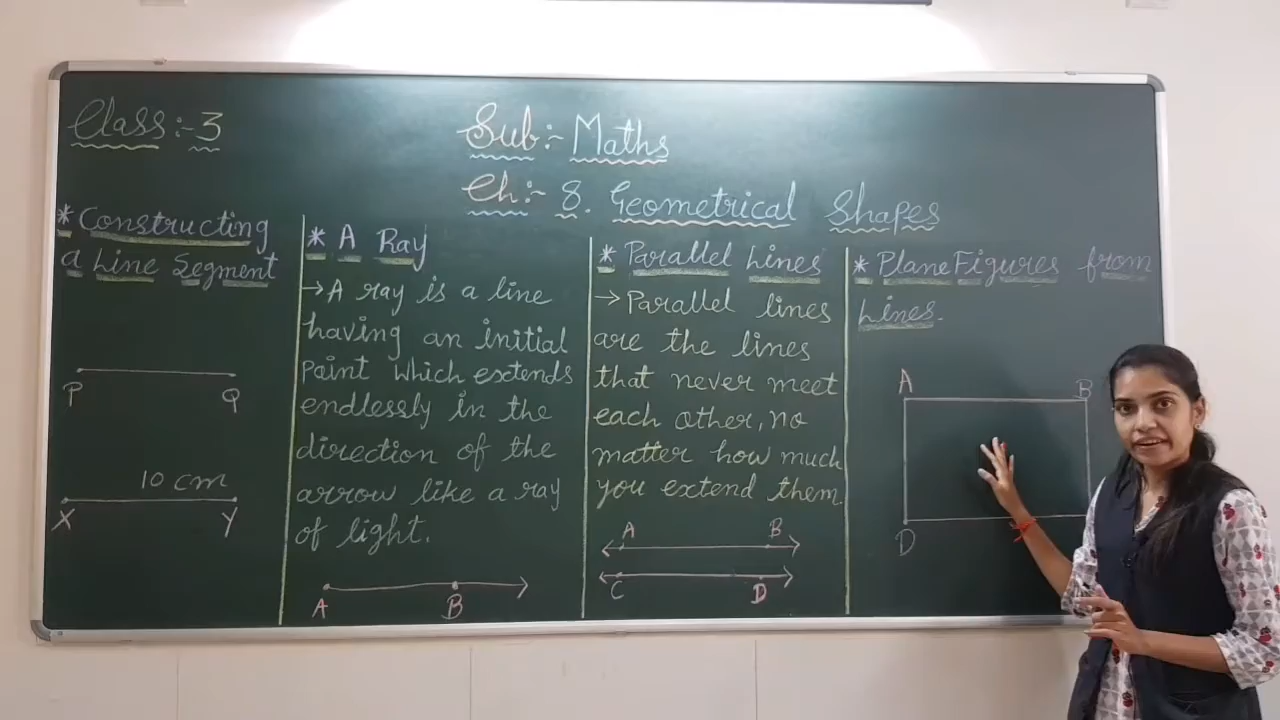 Class:- 3
Sub:- Maths
Ch:- 8. Geometrical Shapes
* Constructing
a Line Segment
P Q
10 cm
X Y
* A Ray
→ A ray is a line
having an initial
point which extends
endlessly in the
direction of the
arrow like a ray
of light.
A B
* Parallel Lines
→ Parallel lines
are the lines
that never meet
each other, no
matter how much
you extend them.
A B
C D
* Plane Figures from
Lines.
A B
D